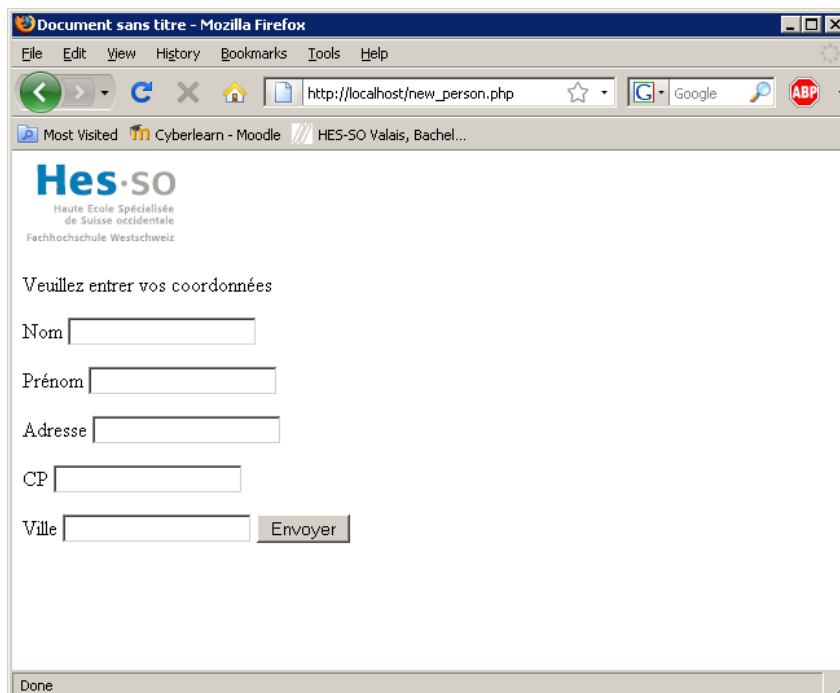 Document sans titre - Mozilla Firefox
File Edit View History Bookmarks Tools Help
http://localhost/new_person.php G Google ABP
Most Visited Cyberlearn - Moodle HES-SO Valais, Bachel...
Hes·so
Haute Ecole Spécialisée
de Suisse occidentale
Fachhochschule Westschweiz
Veuillez entrer vos coordonnées
Nom
Prénom
Adresse
CP
Ville Envoyer
Done